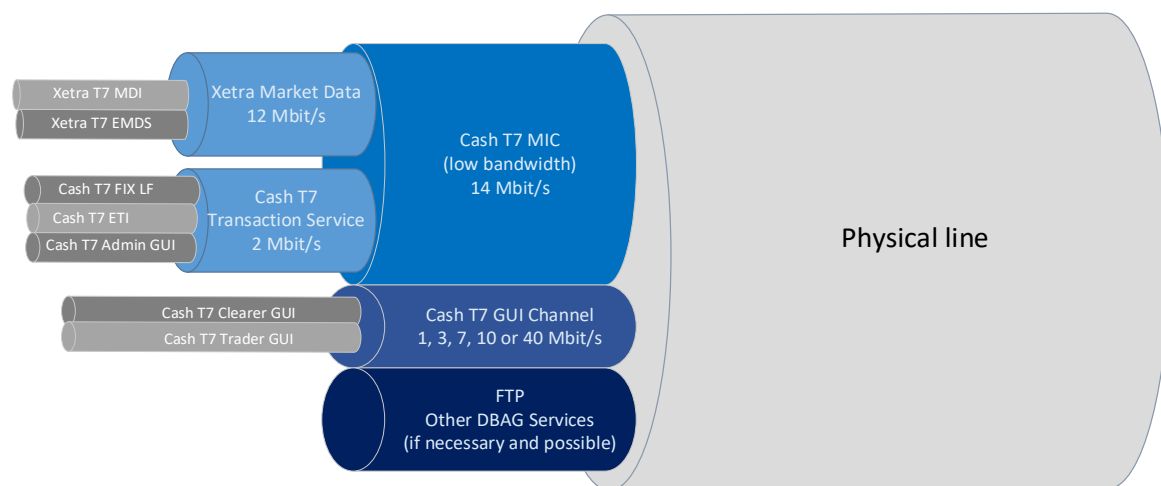 Xetra T7 MDI
Xetra T7 EMDS
Xetra Market Data
12 Mbit/s
Cash T7 FIX LF
Cash T7 ETI
Cash T7 Admin GUI
Cash T7
Transaction Service
2 Mbit/s
Cash T7 MIC
(low bandwidth)
14 Mbit/s
Cash T7 Clearer GUI
Cash T7 Trader GUI
Cash T7 GUI Channel
1, 3, 7, 10 or 40 Mbit/s
FTP
Other DBAG Services
(if necessary and possible)
Physical line